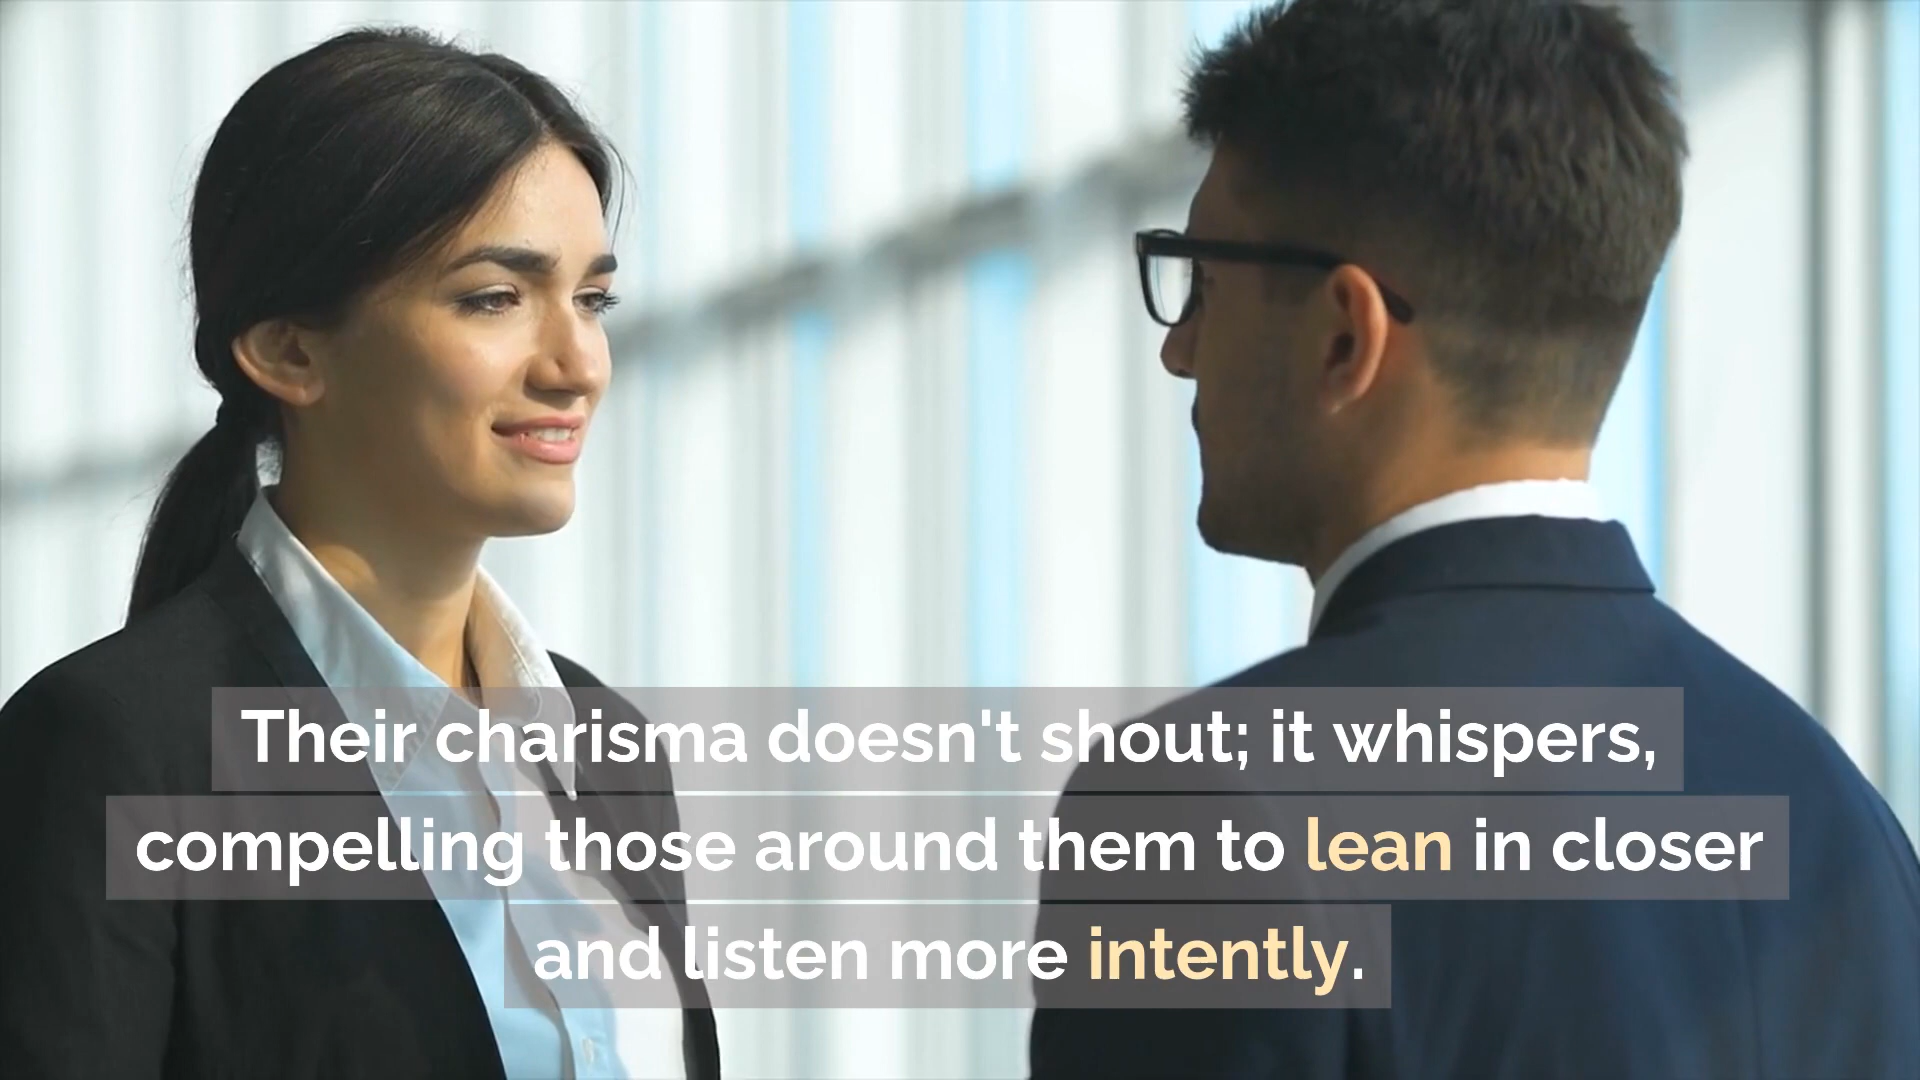 Their charisma doesn't shout; it whispers,
compelling those around them to lean in closer
and listen more intently.